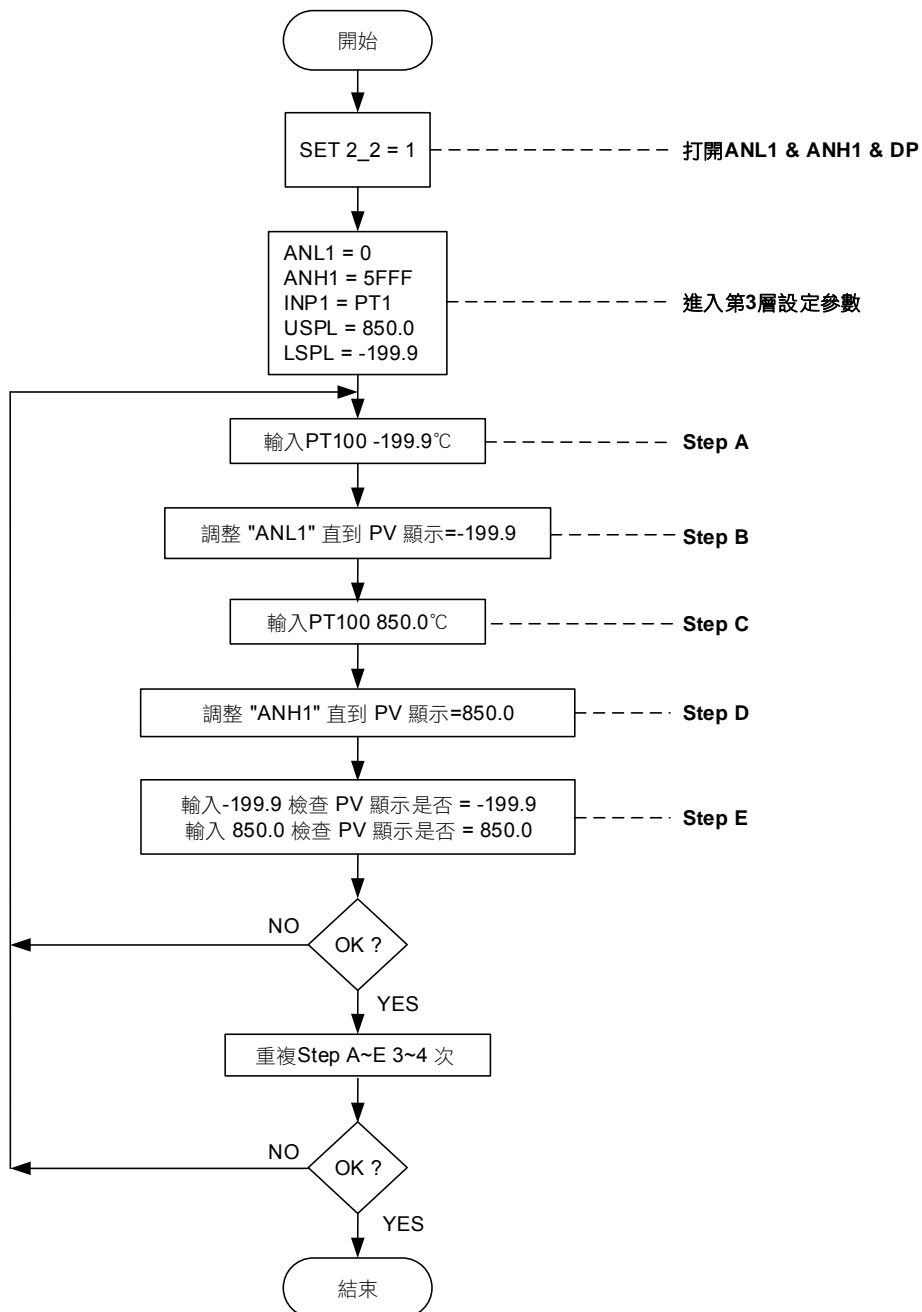 開始
SET 2_2 = 1
打開ANL1 & ANH1 & DP
ANL1 = 0
ANH1 = 5FFF
INP1 = PT1
USPL = 850.0
LSPL = -199.9
進入第3層設定參數
輸入PT100 -199.9℃
Step A
調整 "ANL1" 直到 PV 顯示=-199.9
Step B
輸入PT100 850.0℃
Step C
調整 "ANH1" 直到 PV 顯示=850.0
Step D
輸入-199.9 檢查 PV 顯示是否 = -199.9
輸入 850.0 檢查 PV 顯示是否 = 850.0
Step E
NO
OK ?
YES
重複Step A~E 3~4 次
NO
OK ?
YES
結束